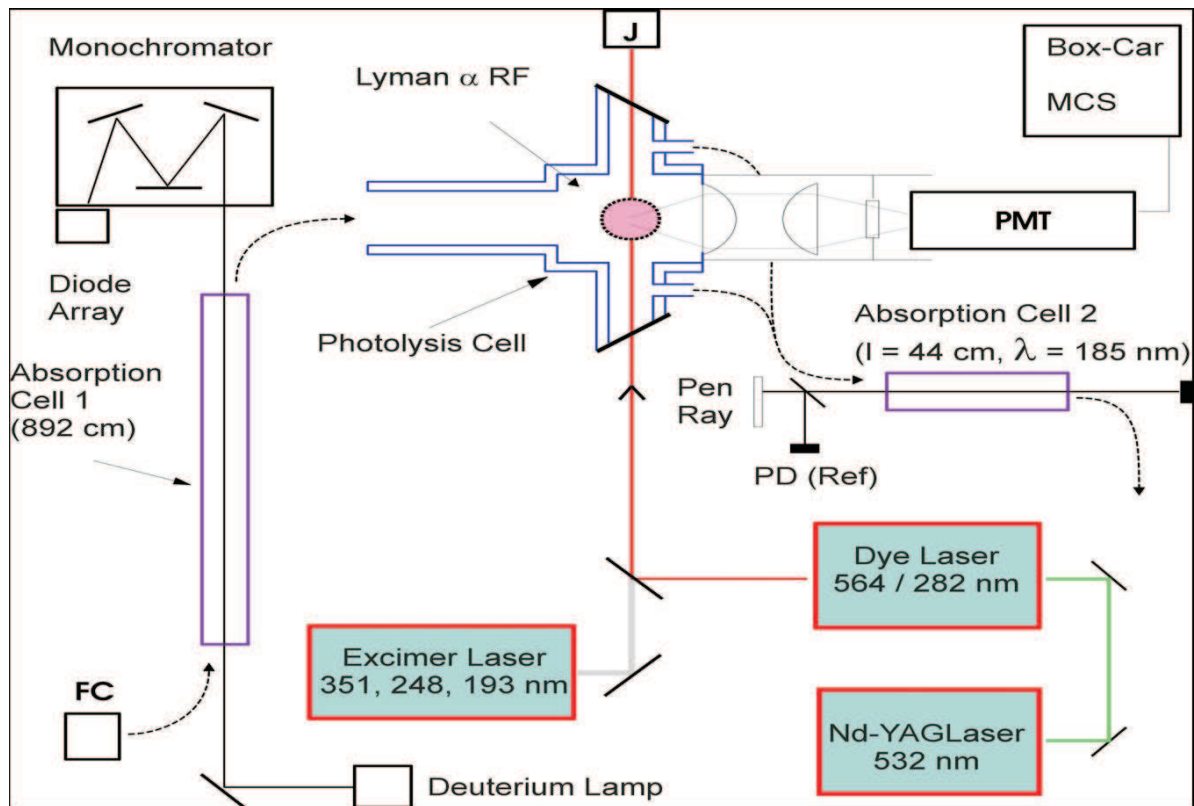 Monochromator
J
Box-Car
MCS
Lyman α RF
PMT
Diode
Array
Photolysis Cell
Absorption Cell 2
(l = 44 cm, λ = 185 nm)
Absorption
Cell 1
(892 cm)
Pen
Ray
PD (Ref)
Dye Laser
564 / 282 nm
Excimer Laser
351, 248, 193 nm
FC
Nd-YAGLaser
532 nm
Deuterium Lamp